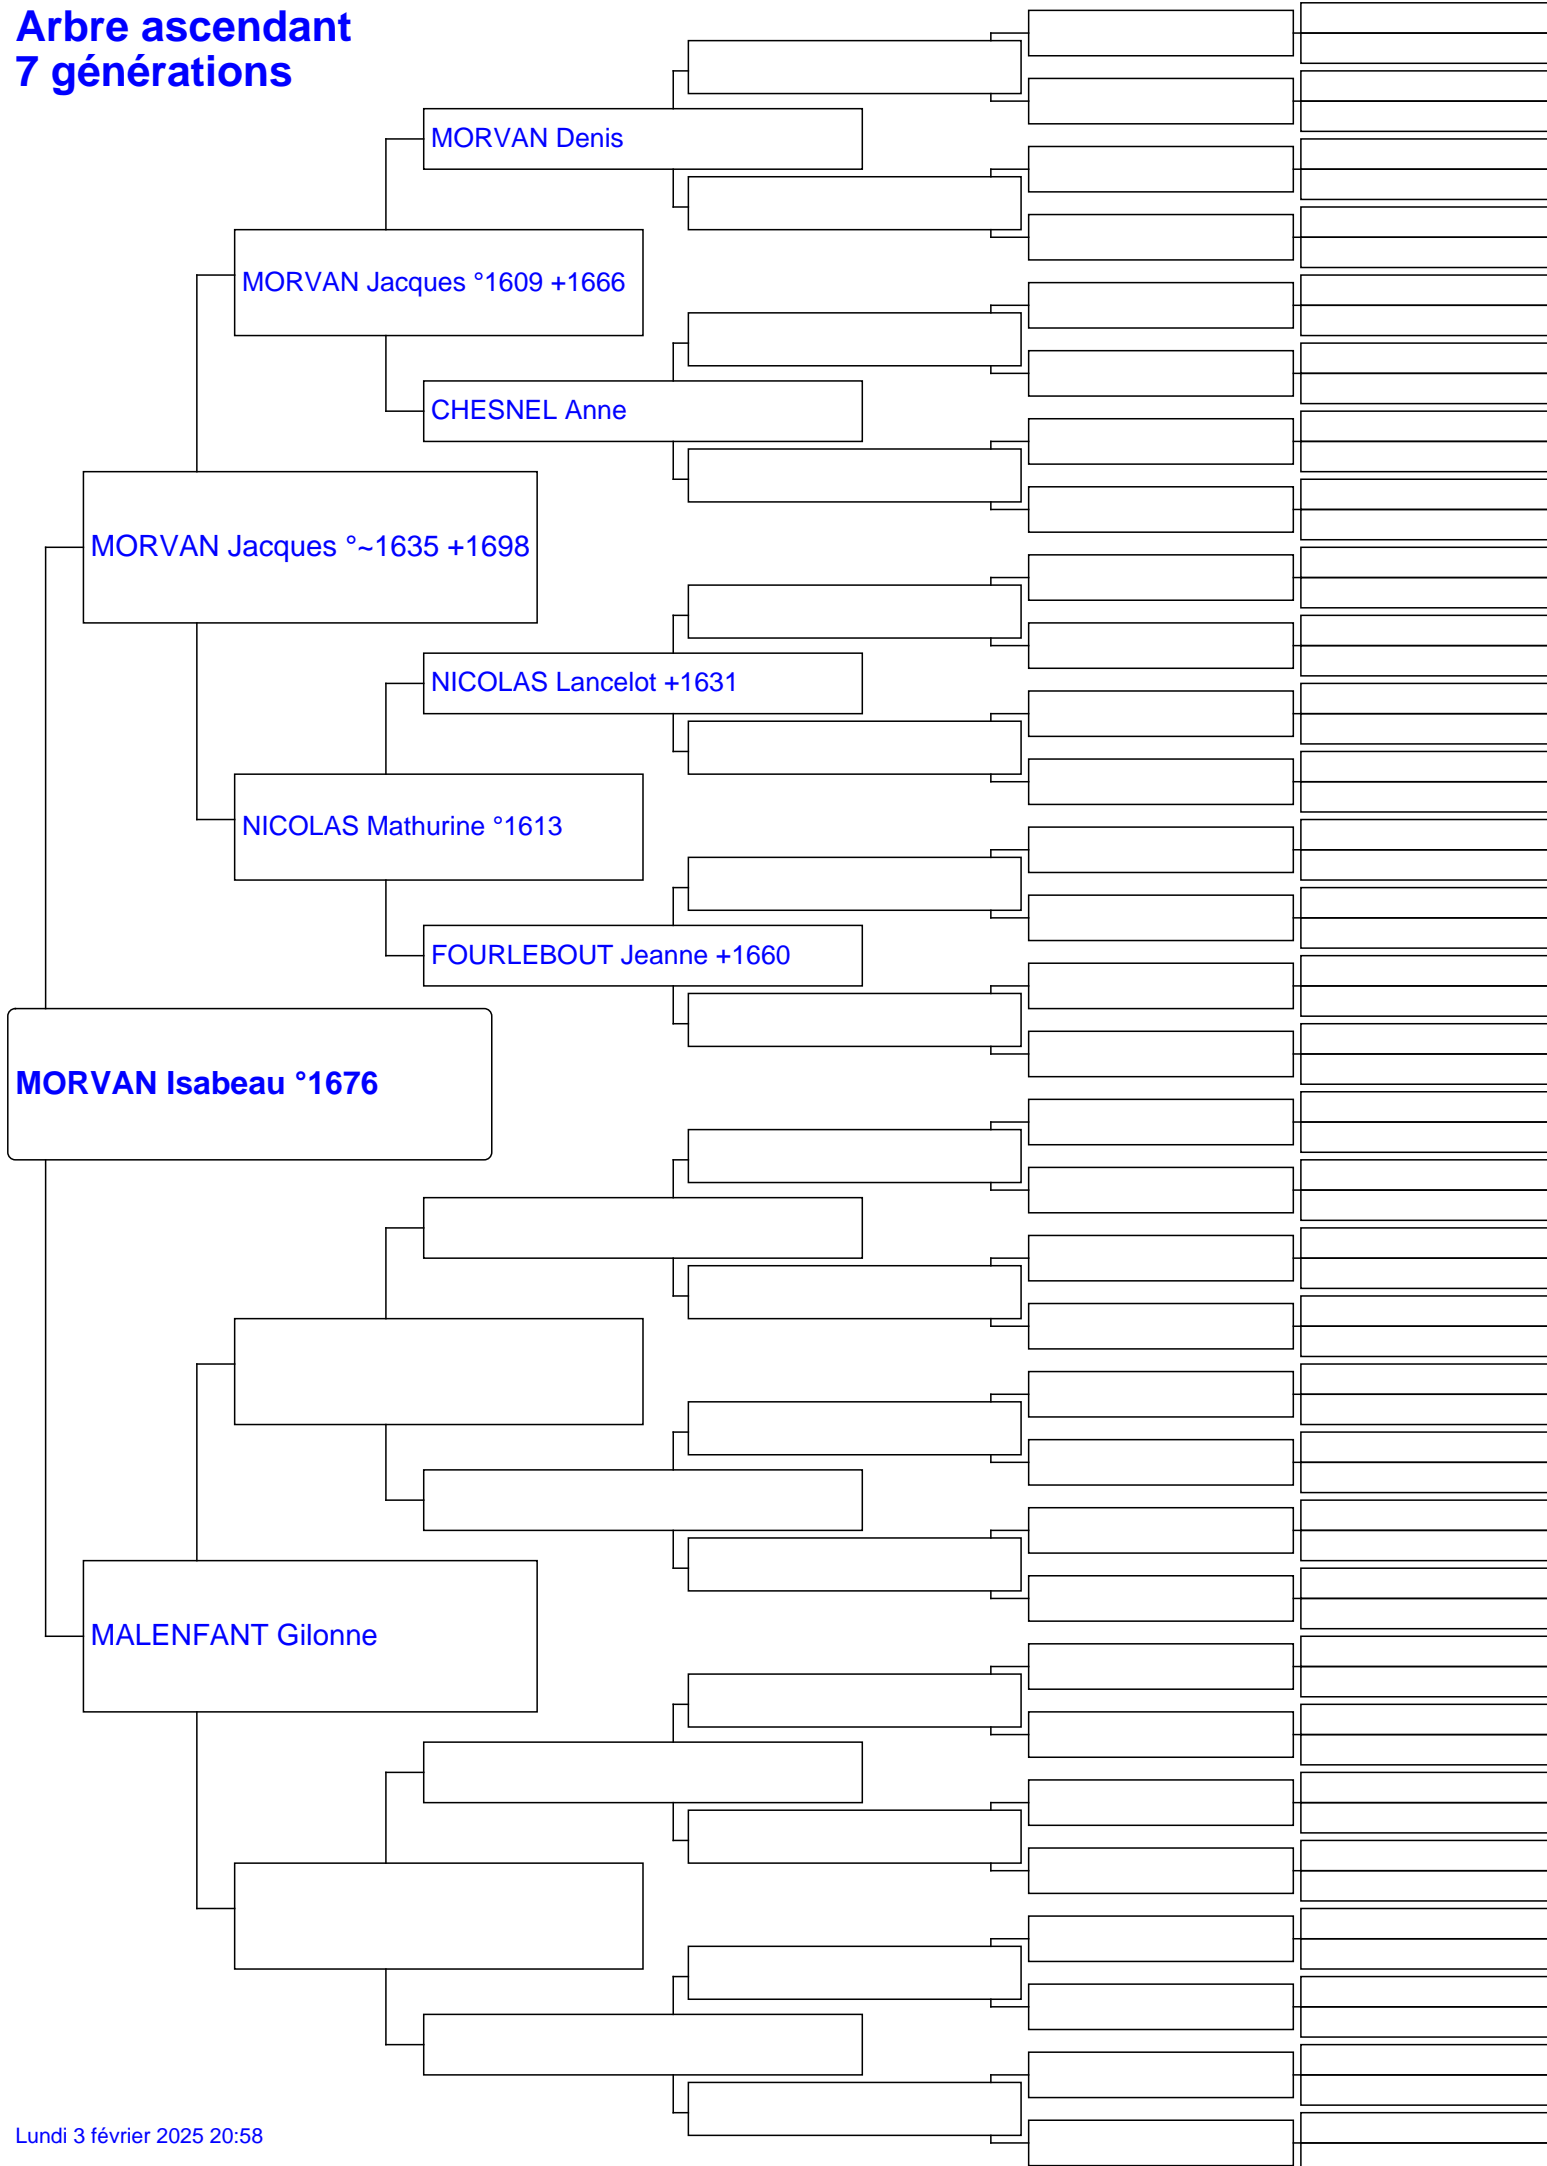 Arbre ascendant
7 générations
MORVAN Denis
MORVAN Jacques °1609 +1666
CHESNEL Anne
MORVAN Jacques °~1635 +1698
NICOLAS Lancelot +1631
NICOLAS Mathurine °1613
FOURLEBOUT Jeanne +1660
MORVAN Isabeau °1676
MALENFANT Gilonne
Lundi 3 février 2025 20:58